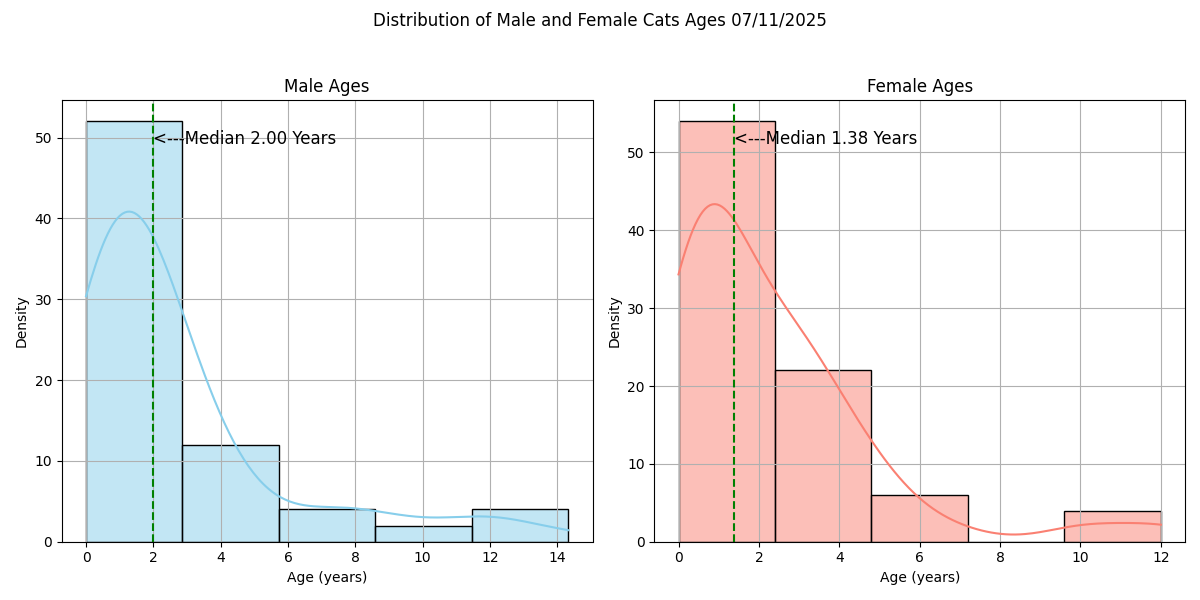 Distribution of Male and Female Cats Ages 07/11/2025
Male Ages
<---Median 2.00 Years
Density
50
40
30
20
10
0
0 2 4 6 8 10 12 14
Age (years)
Female Ages
<---Median 1.38 Years
Density
50
40
30
20
10
0
0 2 4 6 8 10 12
Age (years)